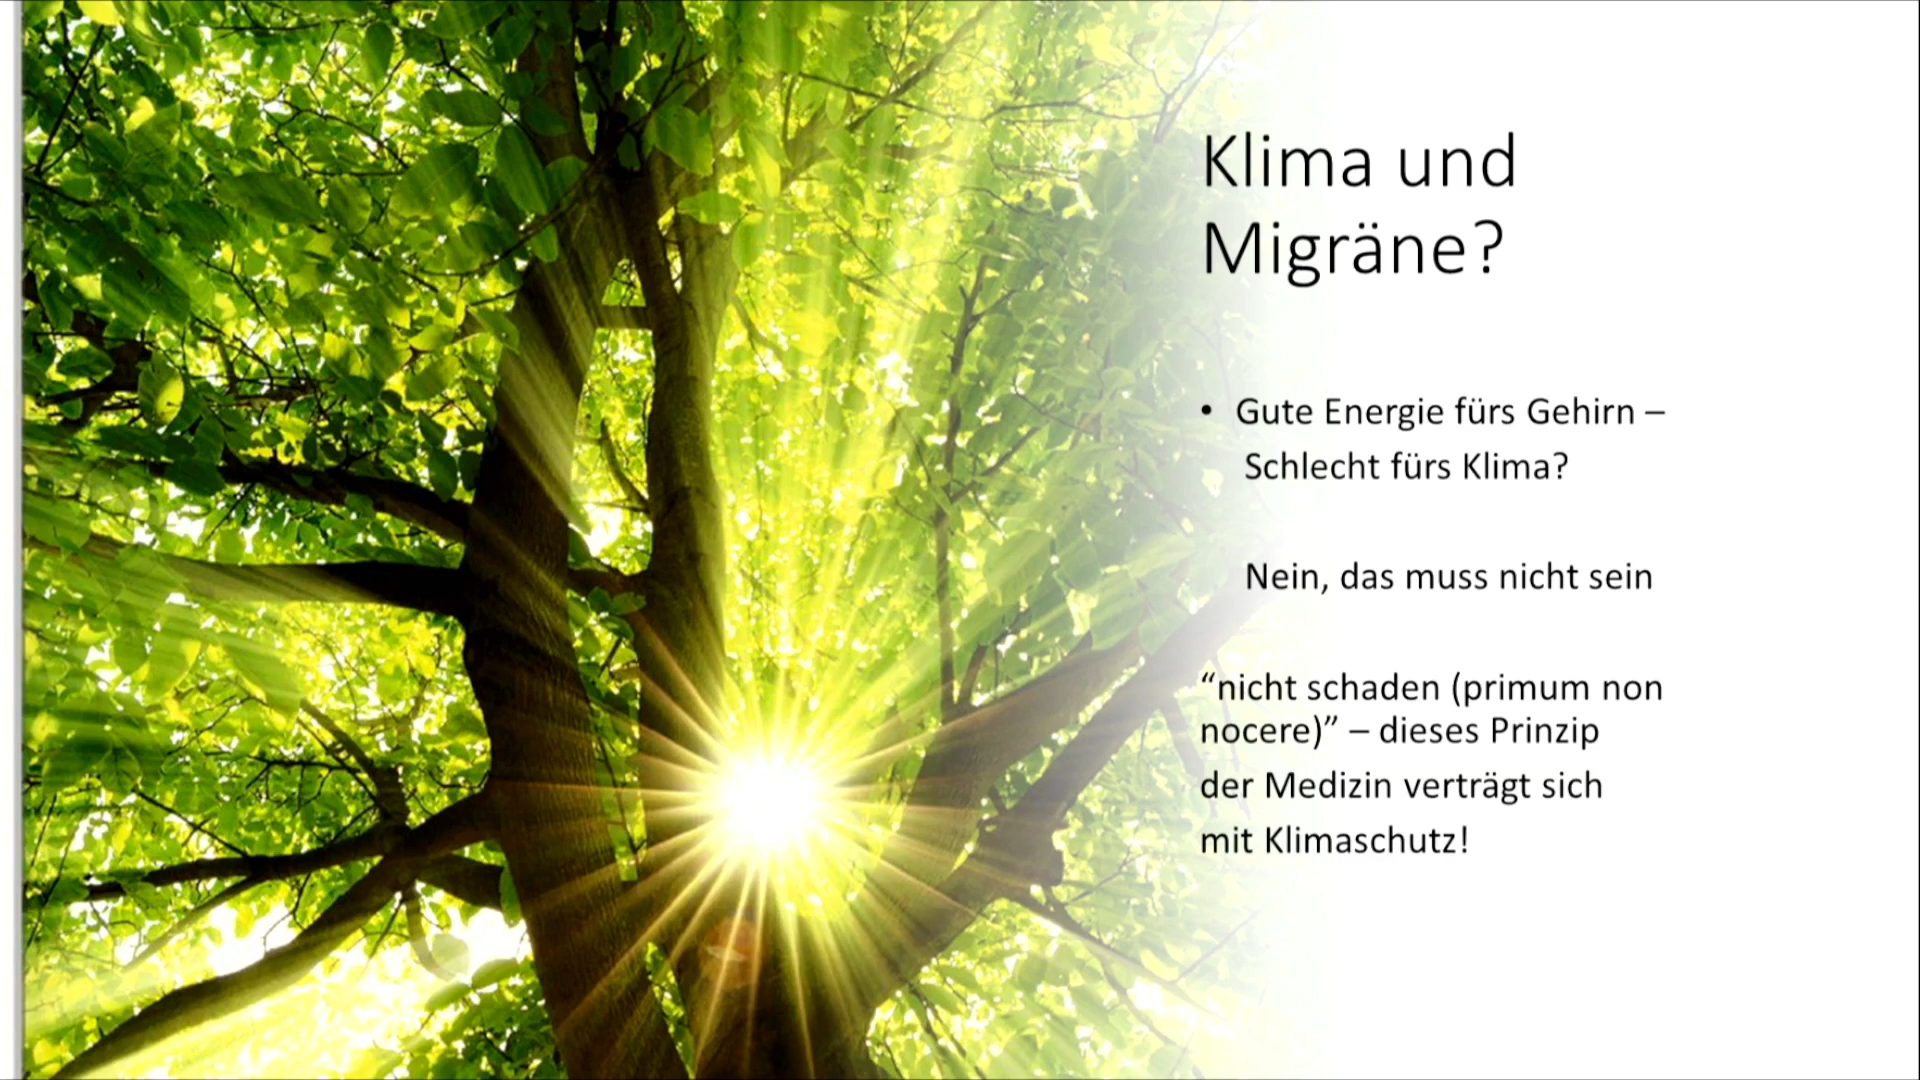 Klima und
Migräne?
• Gute Energie fürs Gehirn –
Schlecht fürs Klima?
Nein, das muss nicht sein
“nicht schaden (primum non
nocere)” – dieses Prinzip
der Medizin verträgt sich
mit Klimaschutz!